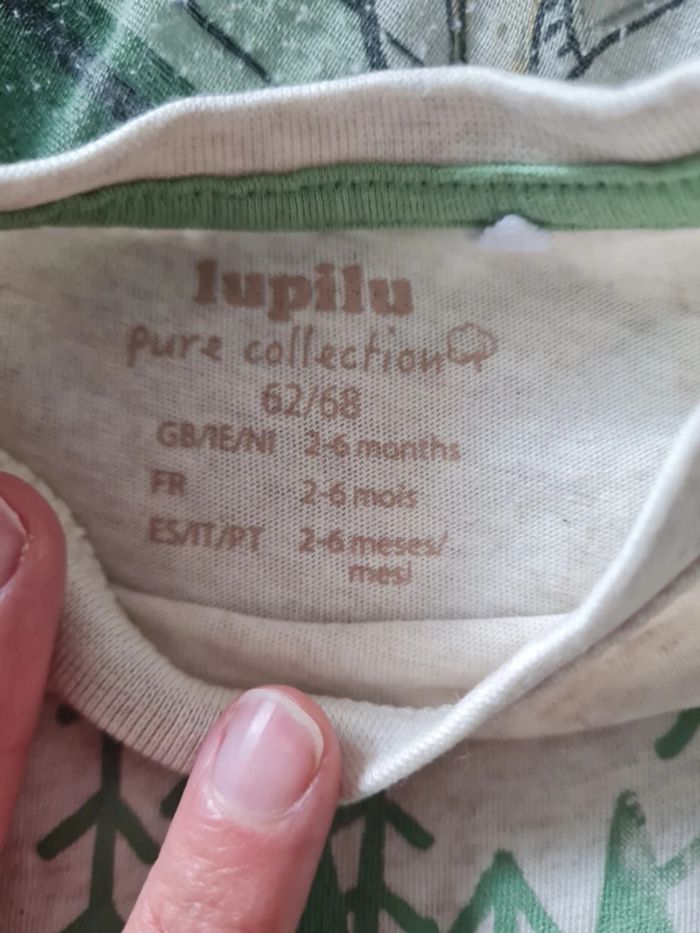 lupilu
pure collection
62/68
GB/IE/NI 2-6 months
FR 2-6 mois
ES/IT/PT 2-6 meses/
mesi